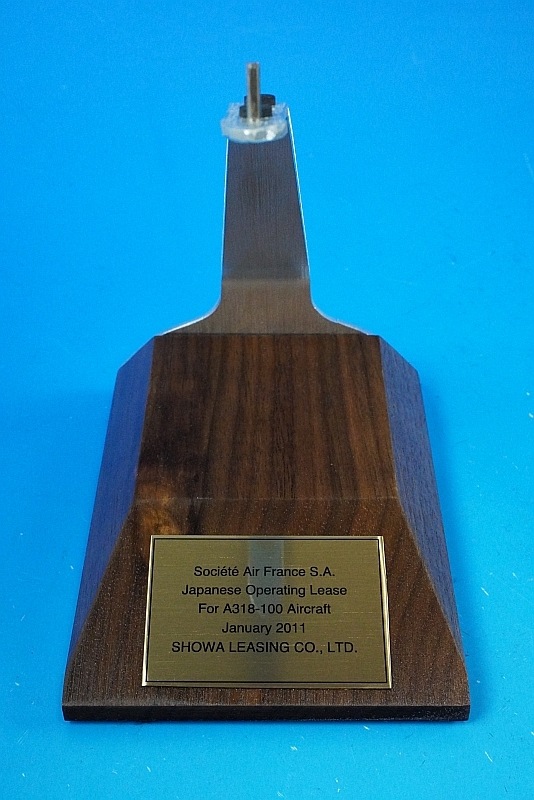 Société Air France S.A.
Japanese Operating Lease
For A318-100 Aircraft
January 2011
SHOWA LEASING CO., LTD.